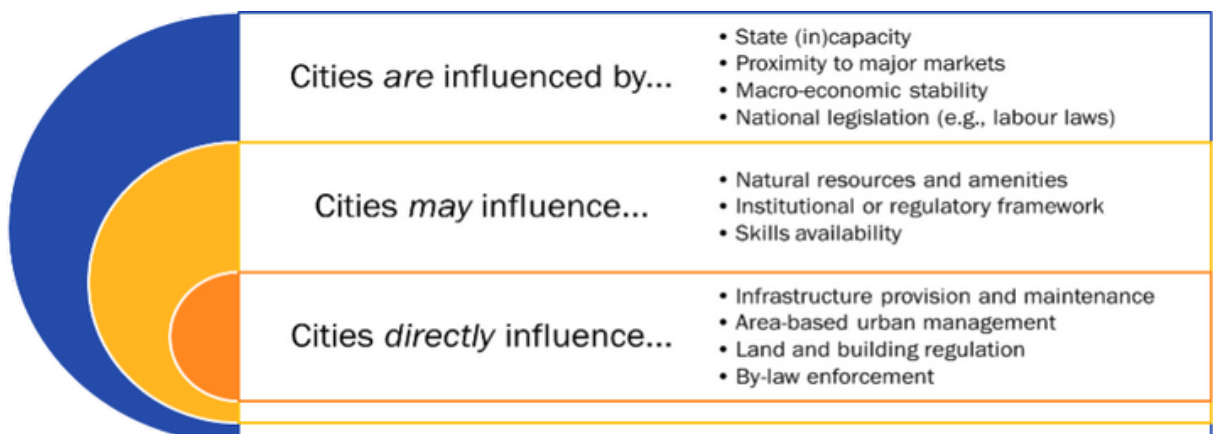 Cities are influenced by...
• State (in)capacity
• Proximity to major markets
• Macro-economic stability
• National legislation (e.g., labour laws)
Cities may influence...
• Natural resources and amenities
• Institutional or regulatory framework
• Skills availability
Cities directly influence...
• Infrastructure provision and maintenance
• Area-based urban management
• Land and building regulation
• By-law enforcement